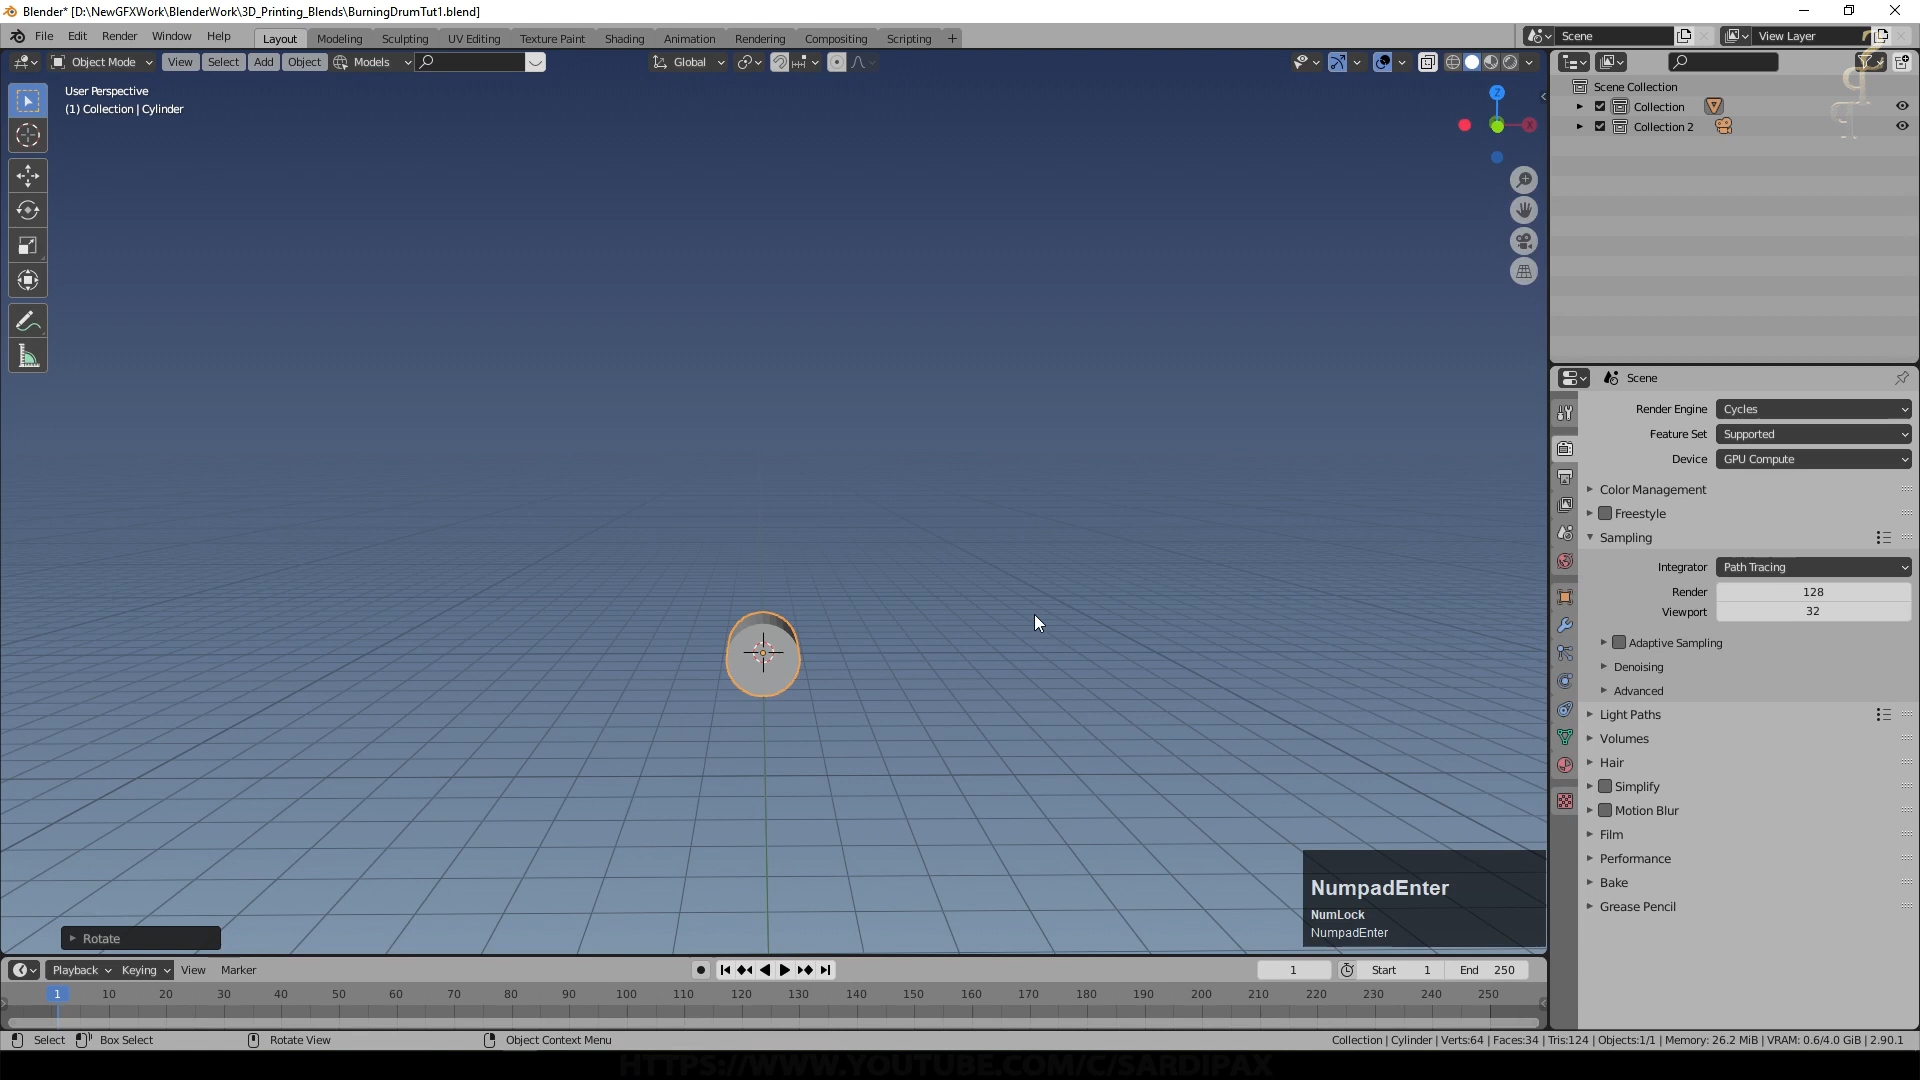 Blender* [D:\NewGFXWork\BlenderWork\3D_Printing_Blends\BurningDrumTut1.blend]
File Edit Render Window Help
Layout Modeling Sculpting UV Editing Texture Paint Shading Animation Rendering Compositing Scripting +
Scene
View Layer
Object Mode View Select Add Object Models
Global
User Perspective
(1) Collection | Cylinder
Z
X
Scene Collection
Collection
Collection 2
Scene
Render Engine Cycles
Feature Set Supported
Device GPU Compute
Color Management
Freestyle
Sampling
Integrator Path Tracing
Render 128
Viewport 32
Adaptive Sampling
Denoising
Advanced
Light Paths
Volumes
Hair
Simplify
Motion Blur
Film
Performance
Bake
Grease Pencil
NumpadEnter
NumLock
NumpadEnter
Rotate
Playback Keying View Marker
1
Start 1 End 250
1 10 20 30 40 50 60 70 80 90 100 110 120 130 140 150 160 170 180 190 200 210 220 230 240 250
Select Box Select Rotate View Object Context Menu
Collection | Cylinder | Verts:64 | Faces:34 | Tris:124 | Objects:1/1 | Memory: 26.2 MiB | VRAM: 0.6/4.0 GiB | 2.90.1
HTTPS://WWW.YOUTUBE.COM/C/SARDIPAX